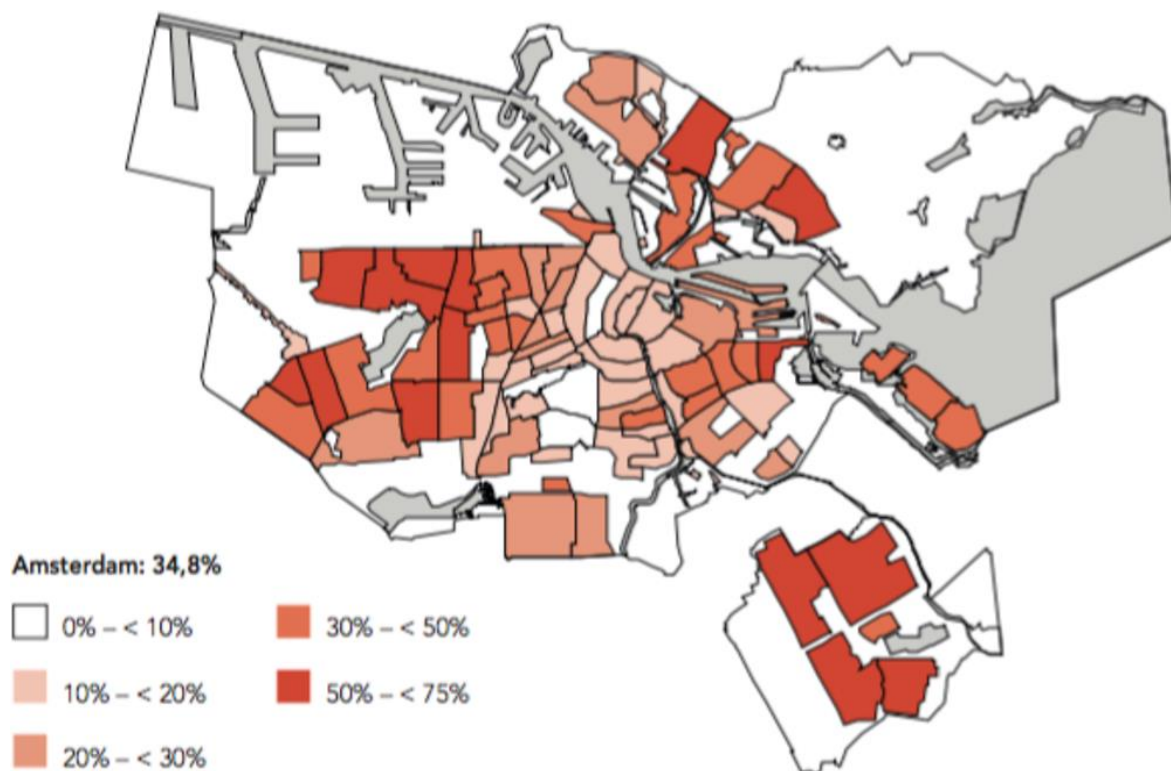 Amsterdam: 34,8%
0% – < 10%
10% – < 20%
20% – < 30%
30% – < 50%
50% – < 75%